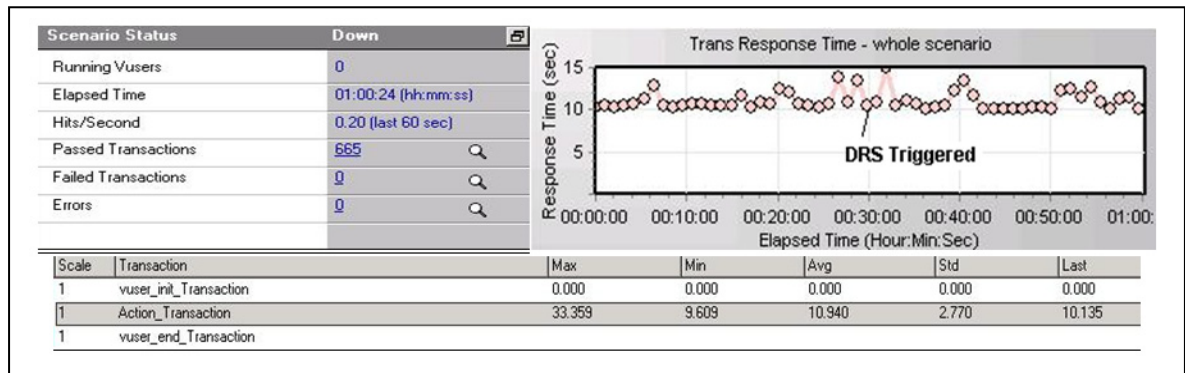 Scenario Status Down
Running Vusers 0
Elapsed Time 01:00:24 (hh:mm:ss)
Hits/Second 0.20 (last 60 sec)
Passed Transactions 665
Failed Transactions 0
Errors 0
Trans Response Time - whole scenario
Response Time (sec)
15
10
5
DRS Triggered
00:00:00 00:10:00 00:20:00 00:30:00 00:40:00 00:50:00 01:00:
Elapsed Time (Hour:Min:Sec)
Scale Transaction Max Min Avg Std Last
1 vuser_init_Transaction 0.000 0.000 0.000 0.000 0.000
1 Action_Transaction 33.359 9.609 10.940 2.770 10.135
1 vuser_end_Transaction